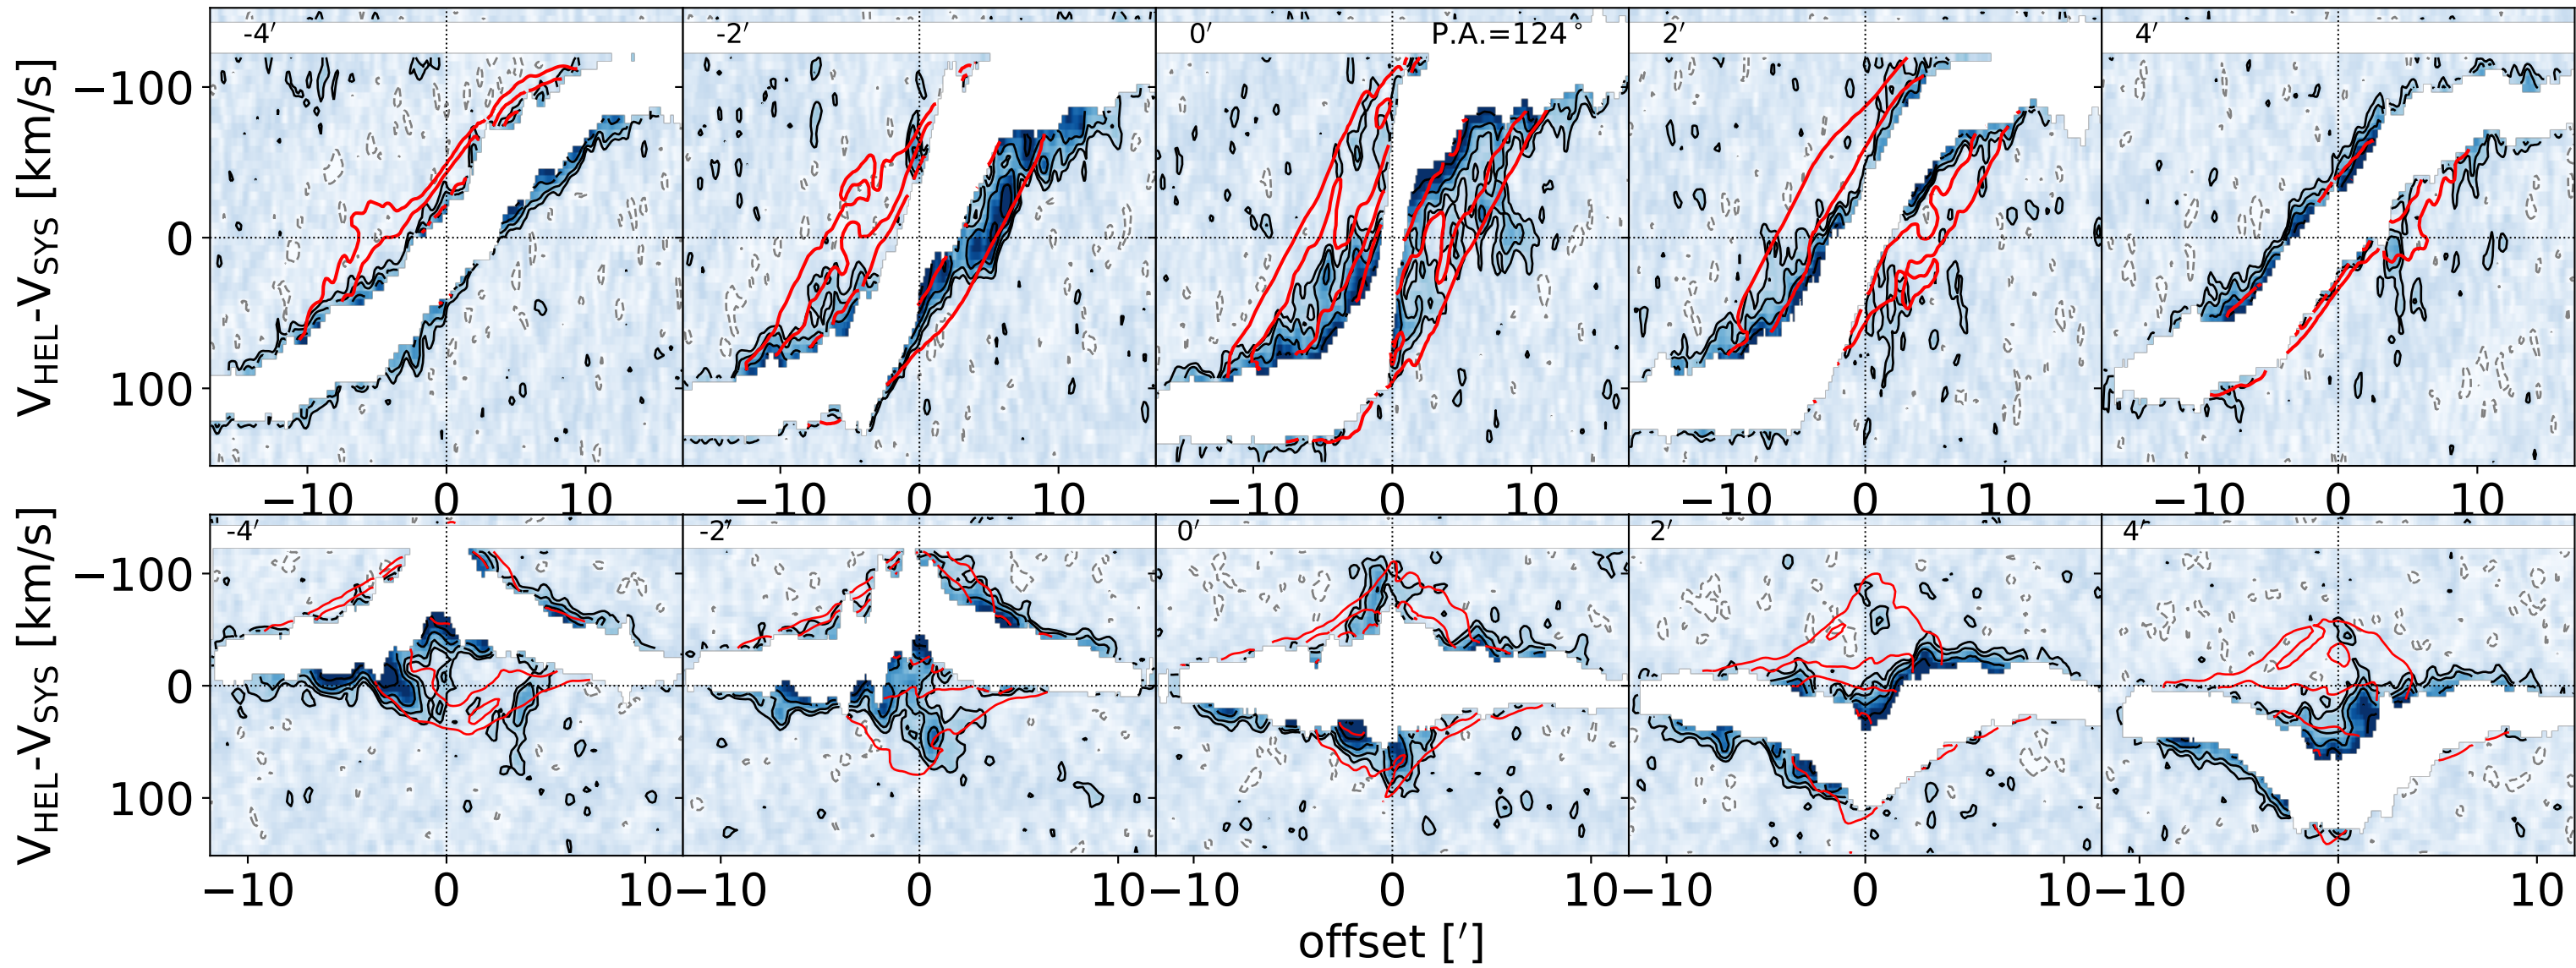 -4′ -2′ 0′ P.A.=124° 2′ 4′
V_HEL-V_SYS [km/s]
−100
0
100
−10 0 10 −10 0 10 −10 0 10 −10 0 10 −10 0 10
-4′ -2′ 0′ 2′ 4′
V_HEL-V_SYS [km/s]
−100
0
100
−10 0 10 −10 0 10 −10 0 10 −10 0 10 −10 0 10
offset [′]